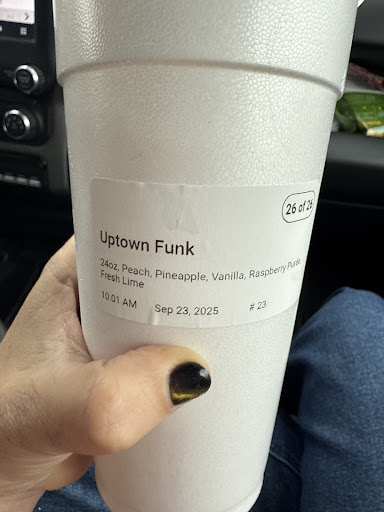 26 of 26
Uptown Funk
24oz, Peach, Pineapple, Vanilla, Raspberry Puree,
Fresh Lime
10:01 AM Sep 23, 2025 # 23